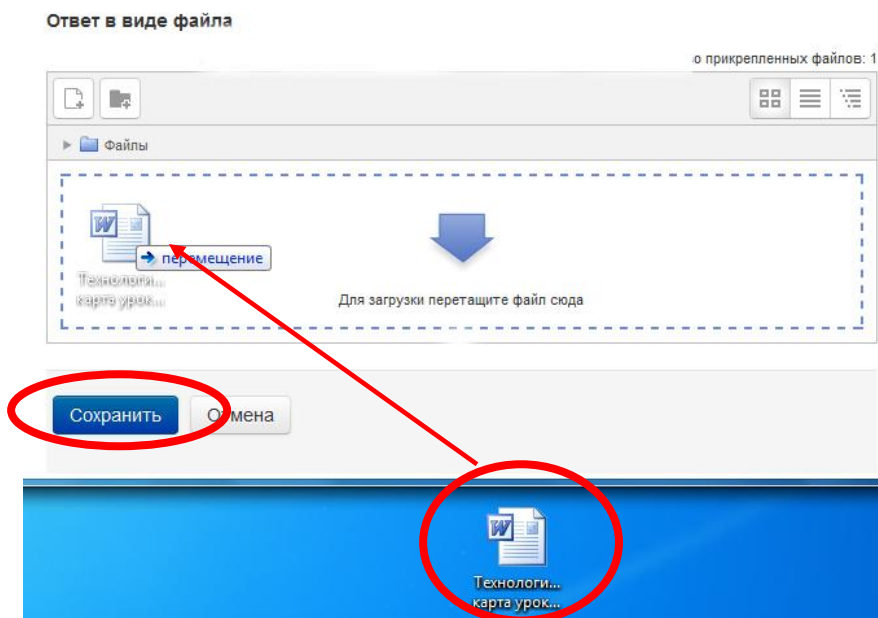 Ответ в виде файла
о прикрепленных файлов: 1
Файлы
перемещение
Технологи...
карта урок...
Для загрузки перетащите файл сюда
Сохранить
Отмена
Технологи...
карта урок...